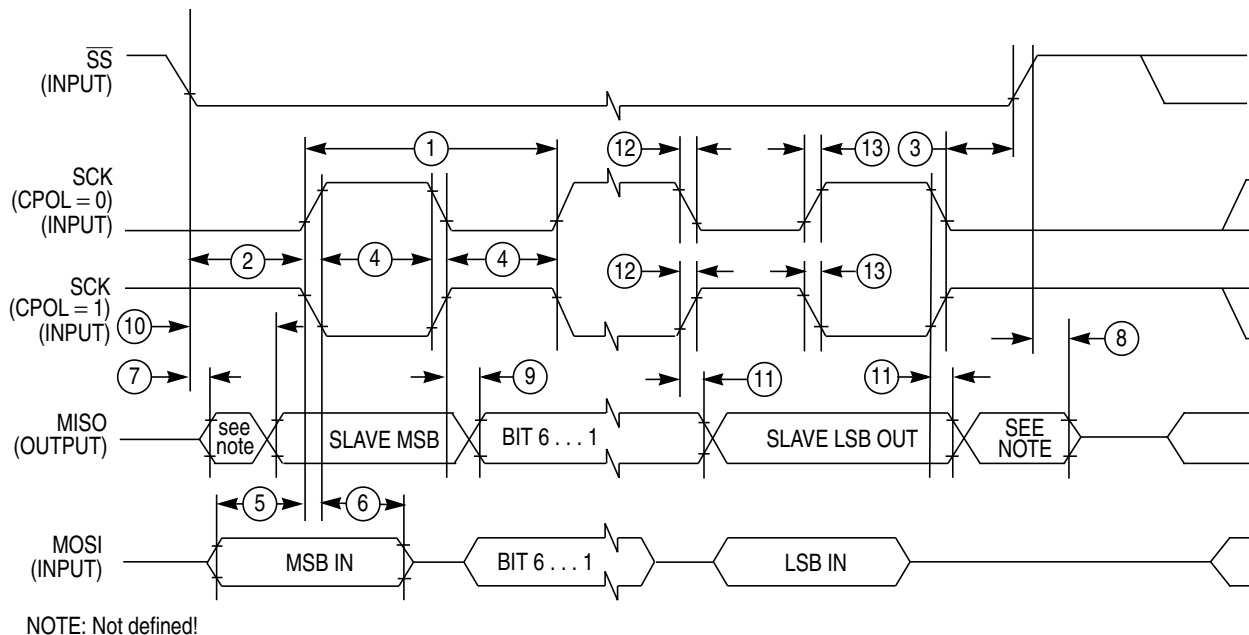 SS
(INPUT)
1
12
13
3
SCK
(CPOL = 0)
(INPUT)
2
4
4
12
13
SCK
(CPOL = 1)
(INPUT)
10
8
7
9
11
11
MISO
(OUTPUT)
see
note
SLAVE MSB
BIT 6 . . . 1
SLAVE LSB OUT
SEE
NOTE
5
6
MOSI
(INPUT)
MSB IN
BIT 6 . . . 1
LSB IN
NOTE: Not defined!